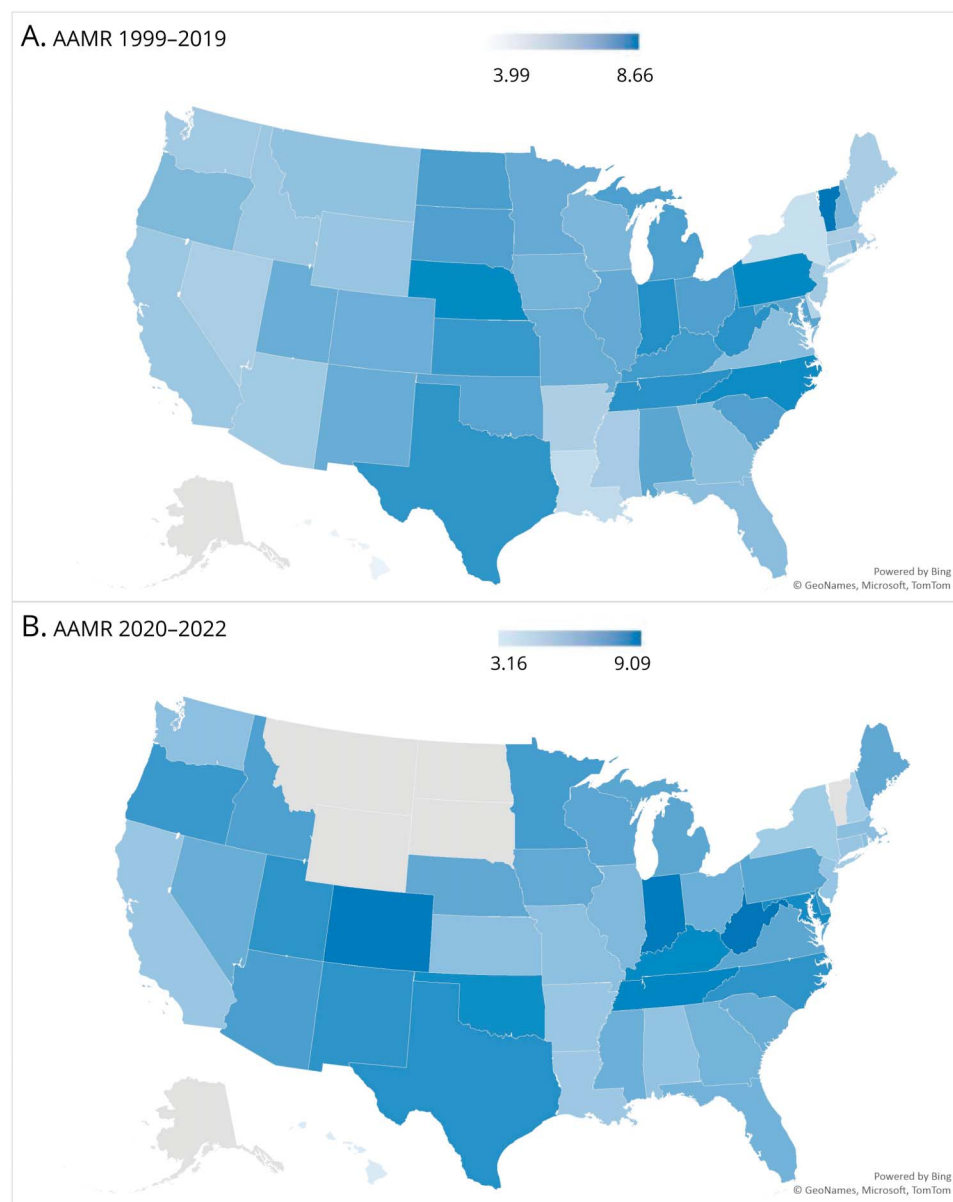 A. AAMR 1999–2019
3.99 8.66
Powered by Bing
© GeoNames, Microsoft, TomTom
B. AAMR 2020–2022
3.16 9.09
Powered by Bing
© GeoNames, Microsoft, TomTom